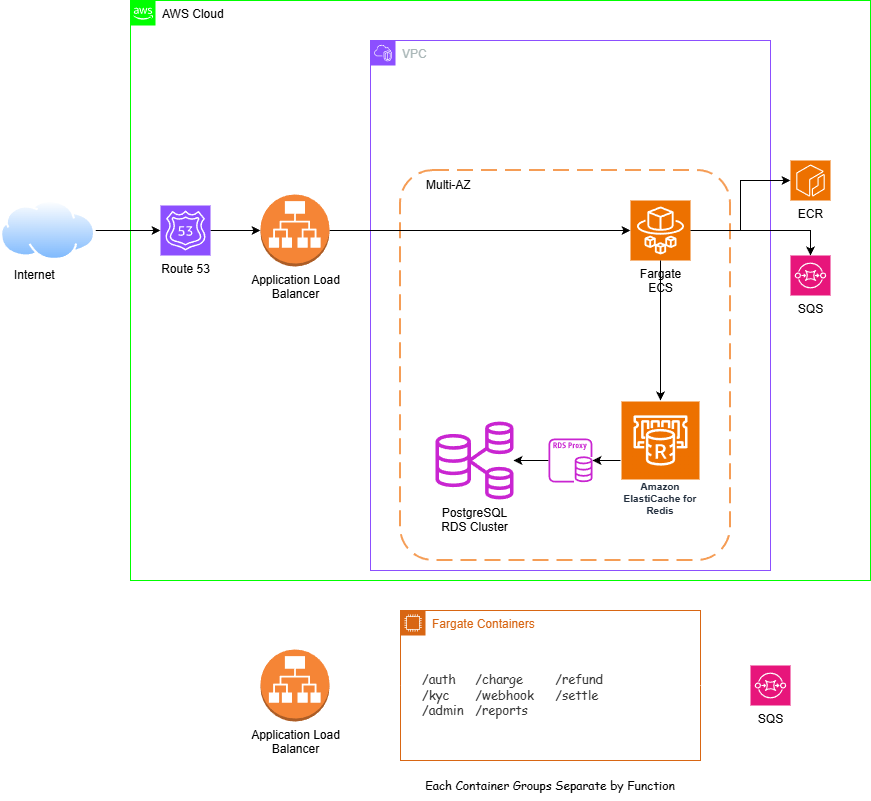 aws
AWS Cloud
VPC
Multi-AZ
53
Internet
Route 53
Application Load
Balancer
Fargate
ECS
ECR
SQS
RDS Proxy
R
PostgreSQL
RDS Cluster
Amazon
ElastiCache for
Redis
Fargate Containers
/auth /charge /refund
/kyc /webhook /settle
/admin /reports
Application Load
Balancer
SQS
Each Container Groups Separate by Function